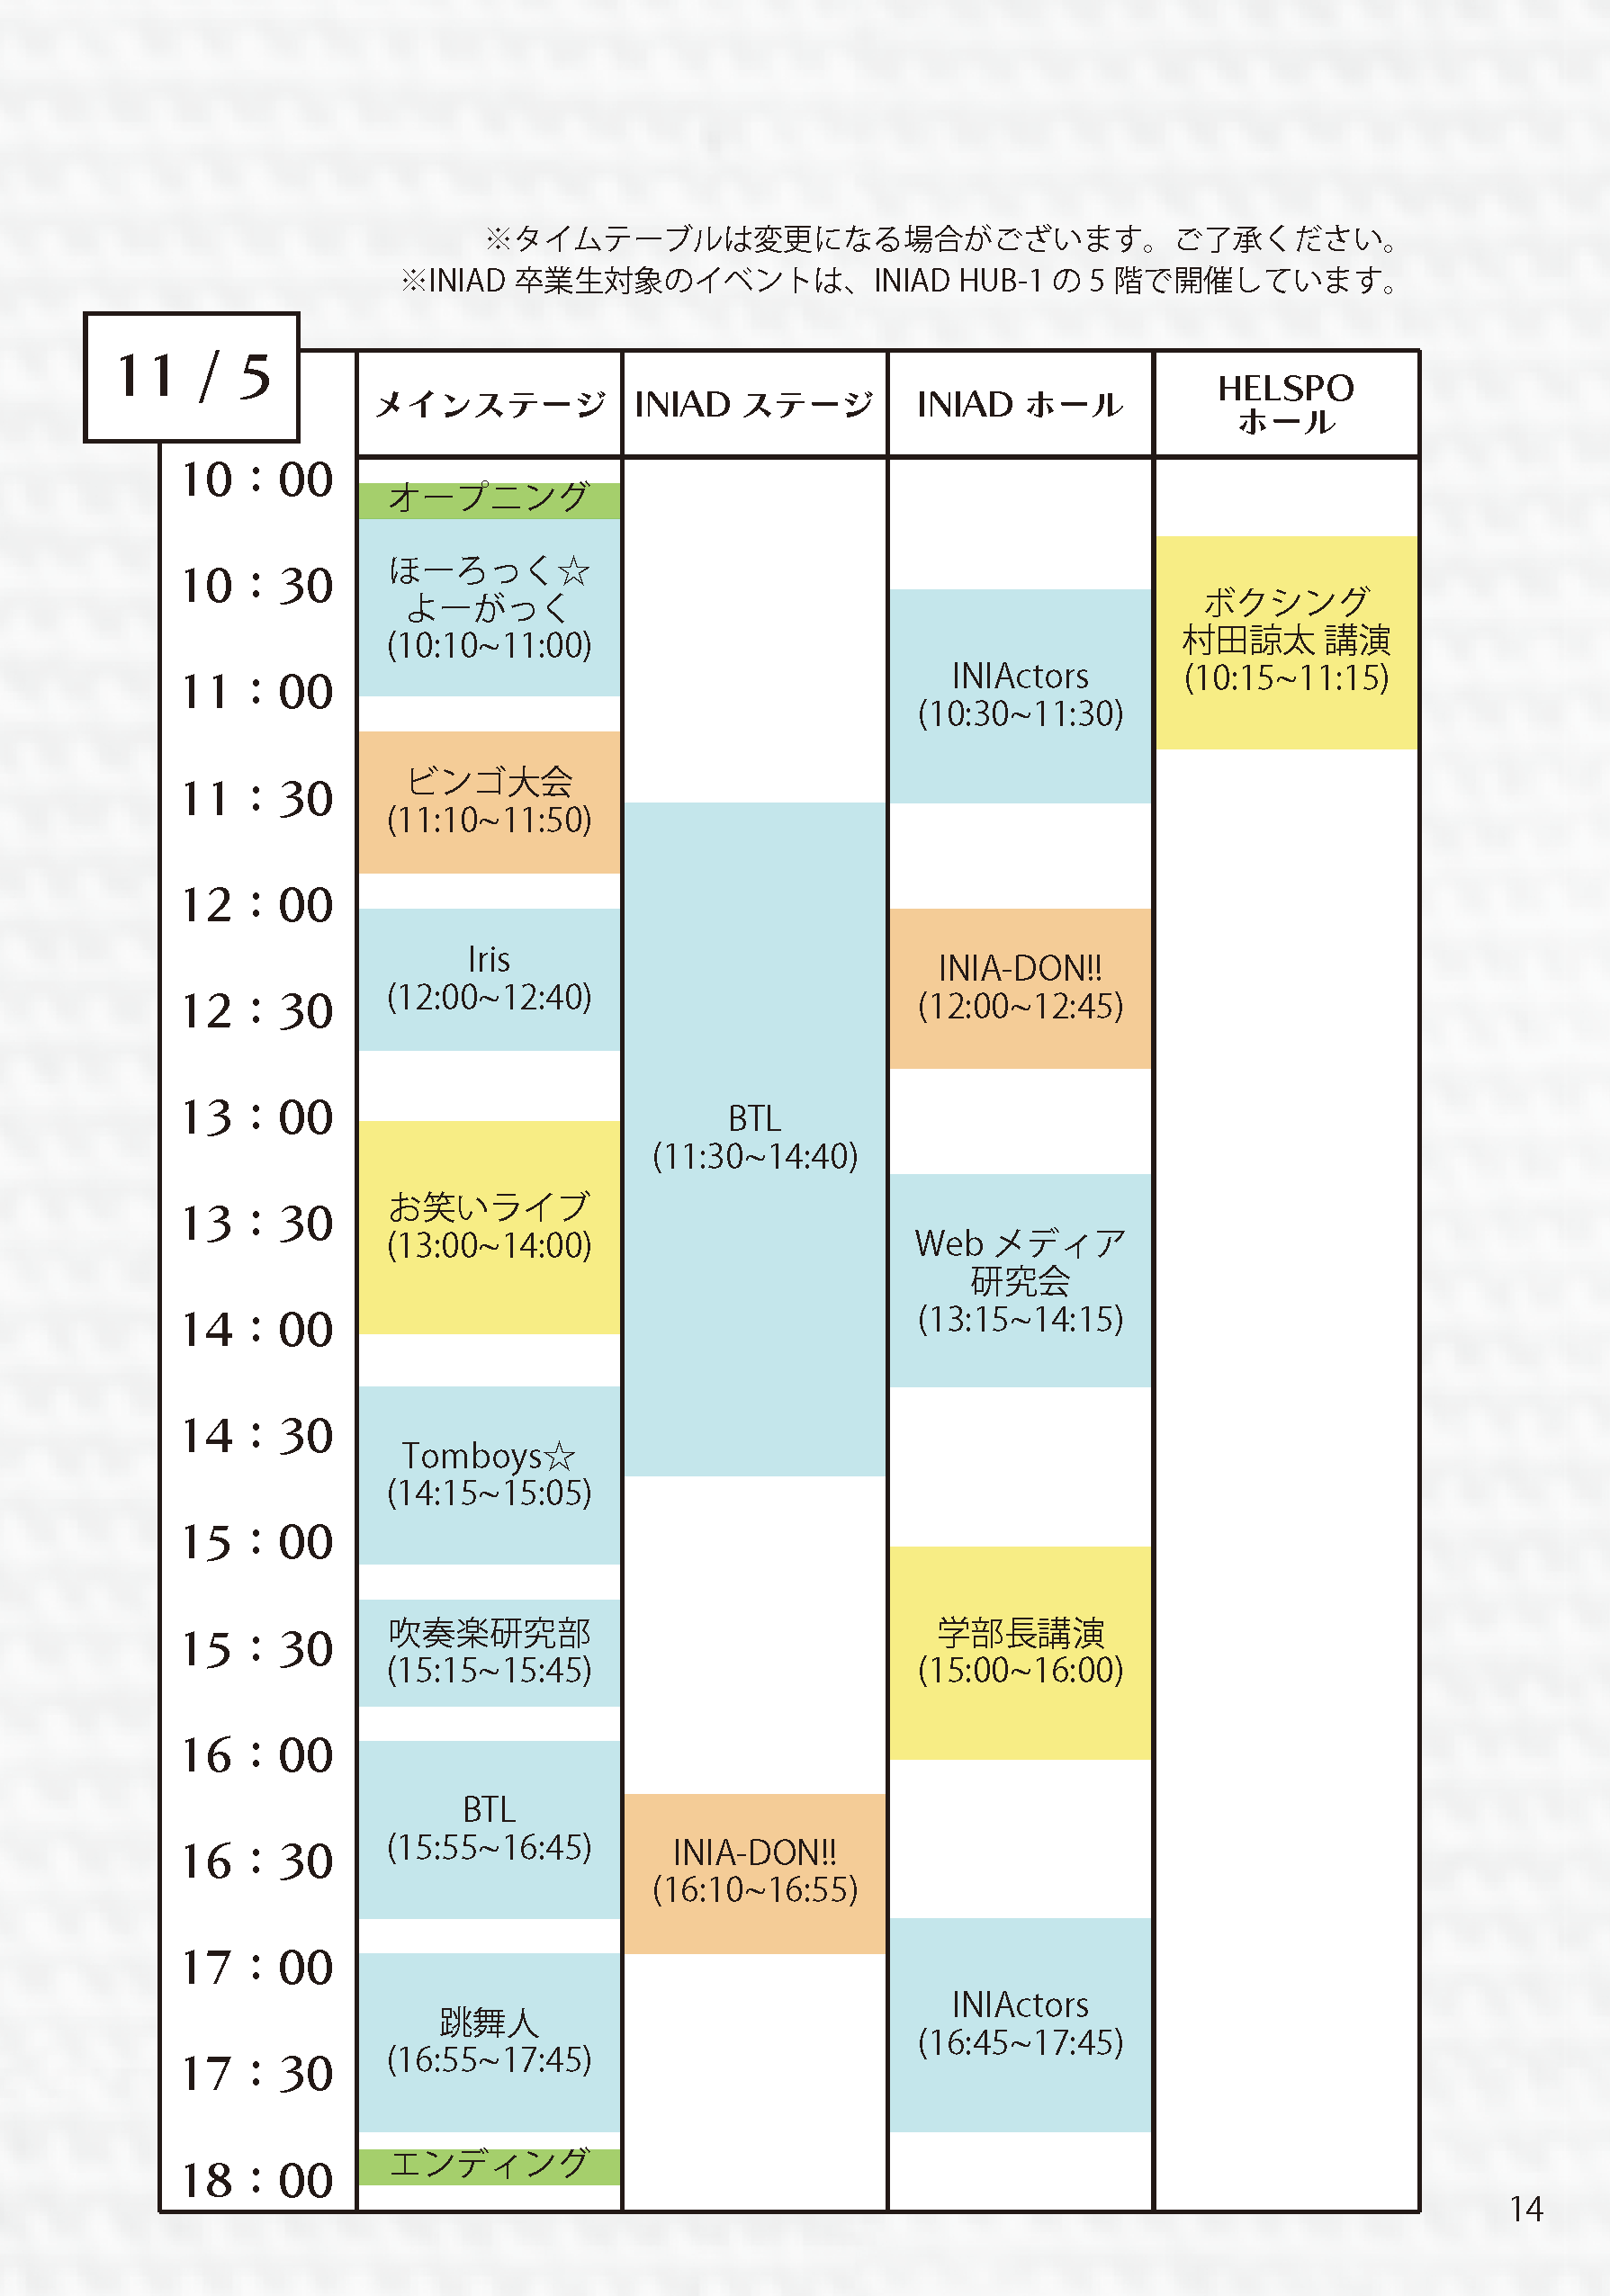 ※タイムテーブルは変更になる場合がございます。ご了承ください。
※INIAD 卒業生対象のイベントは、INIAD HUB-1 の 5 階で開催しています。
11 / 5
メインステージ
INIAD ステージ
INIAD ホール
HELSPO
ホール
10：00
10：30
11：00
11：30
12：00
12：30
13：00
13：30
14：00
14：30
15：00
15：30
16：00
16：30
17：00
17：30
18：00
オープニング
ほーろっく☆
よーがっく
(10:10~11:00)
ビンゴ大会
(11:10~11:50)
Iris
(12:00~12:40)
お笑いライブ
(13:00~14:00)
Tomboys☆
(14:15~15:05)
吹奏楽研究部
(15:15~15:45)
BTL
(15:55~16:45)
跳舞人
(16:55~17:45)
エンディング
BTL
(11:30~14:40)
INIA-DON!!
(16:10~16:55)
INIActors
(10:30~11:30)
INIA-DON!!
(12:00~12:45)
Web メディア
研究会
(13:15~14:15)
学部長講演
(15:00~16:00)
INIActors
(16:45~17:45)
ボクシング
村田諒太 講演
(10:15~11:15)
14